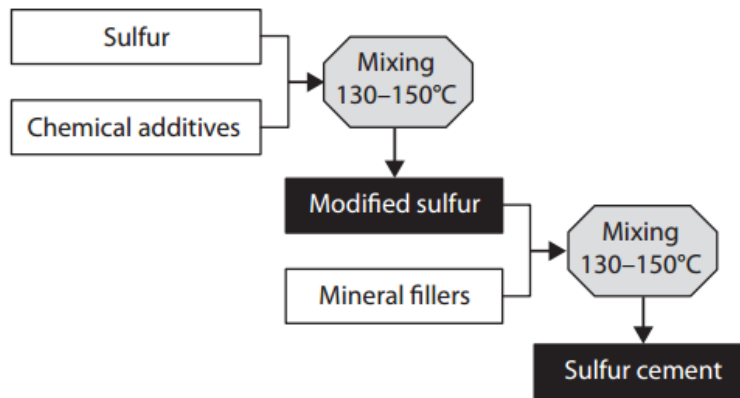 Sulfur
Mixing
130–150°C
Chemical additives
Modified sulfur
Mixing
130–150°C
Mineral fillers
Sulfur cement